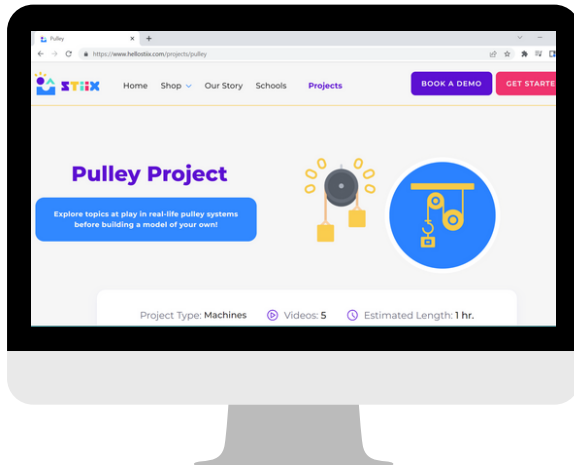 Pulley
https://www.hellostiix.com/projects/pulley
STiiX
Home Shop Our Story Schools Projects
BOOK A DEMO
GET STARTE
Pulley Project
Explore topics at play in real-life pulley systems
before building a model of your own!
Project Type: Machines Videos: 5 Estimated Length: 1 hr.